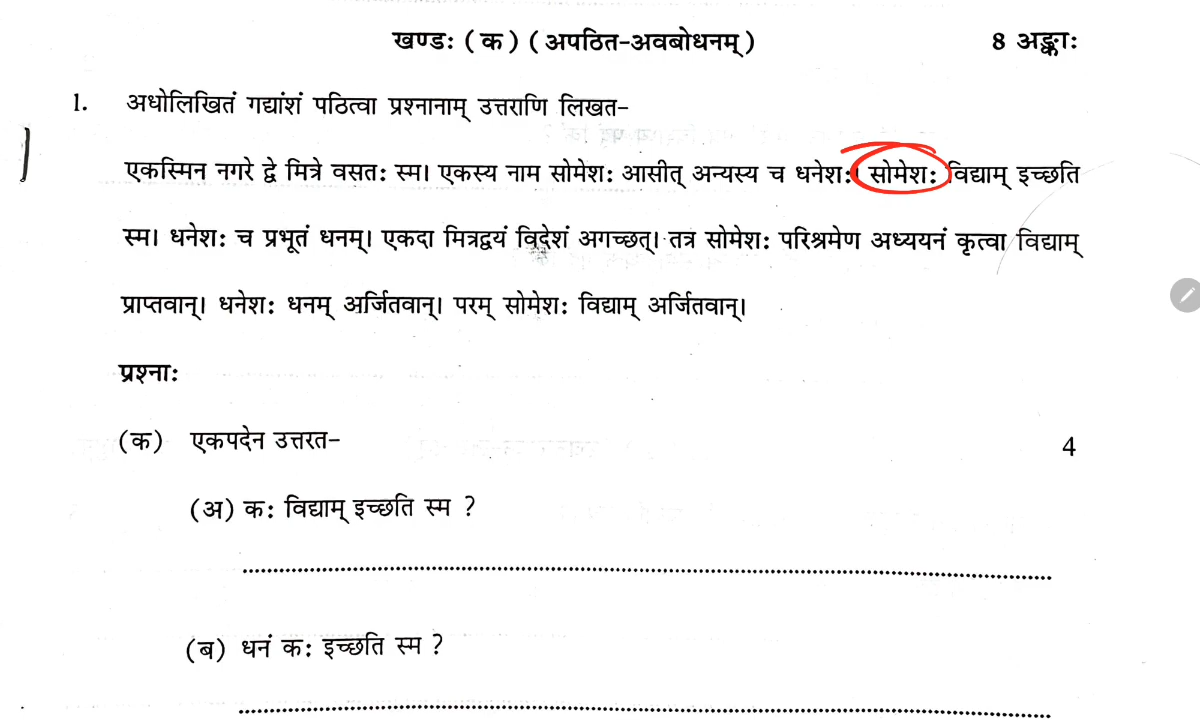 खण्डः ( क ) ( अपठित-अवबोधनम् ) 8 अङ्काः
1. अधोलिखितं गद्यांशं पठित्वा प्रश्नानाम् उत्तराणि लिखत-
एकस्मिन नगरे द्वे मित्रे वसतः स्म। एकस्य नाम सोमेशः आसीत् अन्यस्य च धनेशः। सोमेशः विद्याम् इच्छति
स्म। धनेशः च प्रभूतं धनम्। एकदा मित्रद्वयं विदेशं अगच्छत्। तत्र सोमेशः परिश्रमेण अध्ययनं कृत्वा विद्याम्
प्राप्तवान्। धनेशः धनम् अर्जितवान्। परम् सोमेशः विद्याम् अर्जितवान्।
प्रश्नाः
(क) एकपदेन उत्तरत- 4
(अ) कः विद्याम् इच्छति स्म ?
(ब) धनं कः इच्छति स्म ?